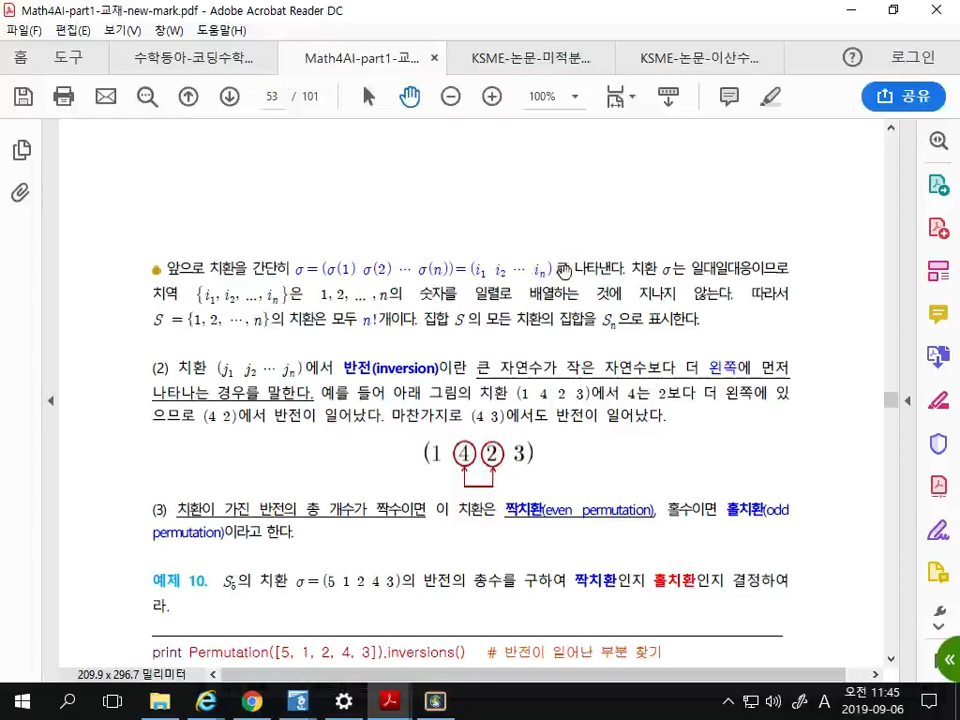 Math4AI-part1-교재-new-mark.pdf - Adobe Acrobat Reader DC
파일(F) 편집(E) 보기(V) 창(W) 도움말(H)
홈 도구 수학동아-코딩수학... Math4AI-part1-교... × KSME-논문-미적분... KSME-논문-이산수... ? 로그인
53 / 101 100% 공유
앞으로 치환을 간단히 σ=(σ(1) σ(2) ⋯ σ(n))=(i₁ i₂ ⋯ iₙ) 나타낸다. 치환 σ는 일대일대응이므로
치역 {i₁, i₂, ..., iₙ}은 1, 2, ... , n의 숫자를 일렬로 배열하는 것에 지나지 않는다. 따라서
S = {1, 2, ⋯, n}의 치환은 모두 n!개이다. 집합 S의 모든 치환의 집합을 Sₙ으로 표시한다.
(2) 치환 (j₁ j₂ ⋯ jₙ)에서 반전(inversion)이란 큰 자연수가 작은 자연수보다 더 왼쪽에 먼저
나타나는 경우를 말한다. 예를 들어 아래 그림의 치환 (1 4 2 3)에서 4는 2보다 더 왼쪽에 있
으므로 (4 2)에서 반전이 일어났다. 마찬가지로 (4 3)에서도 반전이 일어났다.
(1 4 2 3)
(3) 치환이 가진 반전의 총 개수가 짝수이면 이 치환은 짝치환(even permutation), 홀수이면 홀치환(odd
permutation)이라고 한다.
예제 10. S₅의 치환 σ=(5 1 2 4 3)의 반전의 총수를 구하여 짝치환인지 홀치환인지 결정하여
라.
print Permutation([5, 1, 2, 4, 3]).inversions() # 반전이 일어난 부분 찾기
209.9 x 296.7 밀리미터
A 오전 11:45
2019-09-06